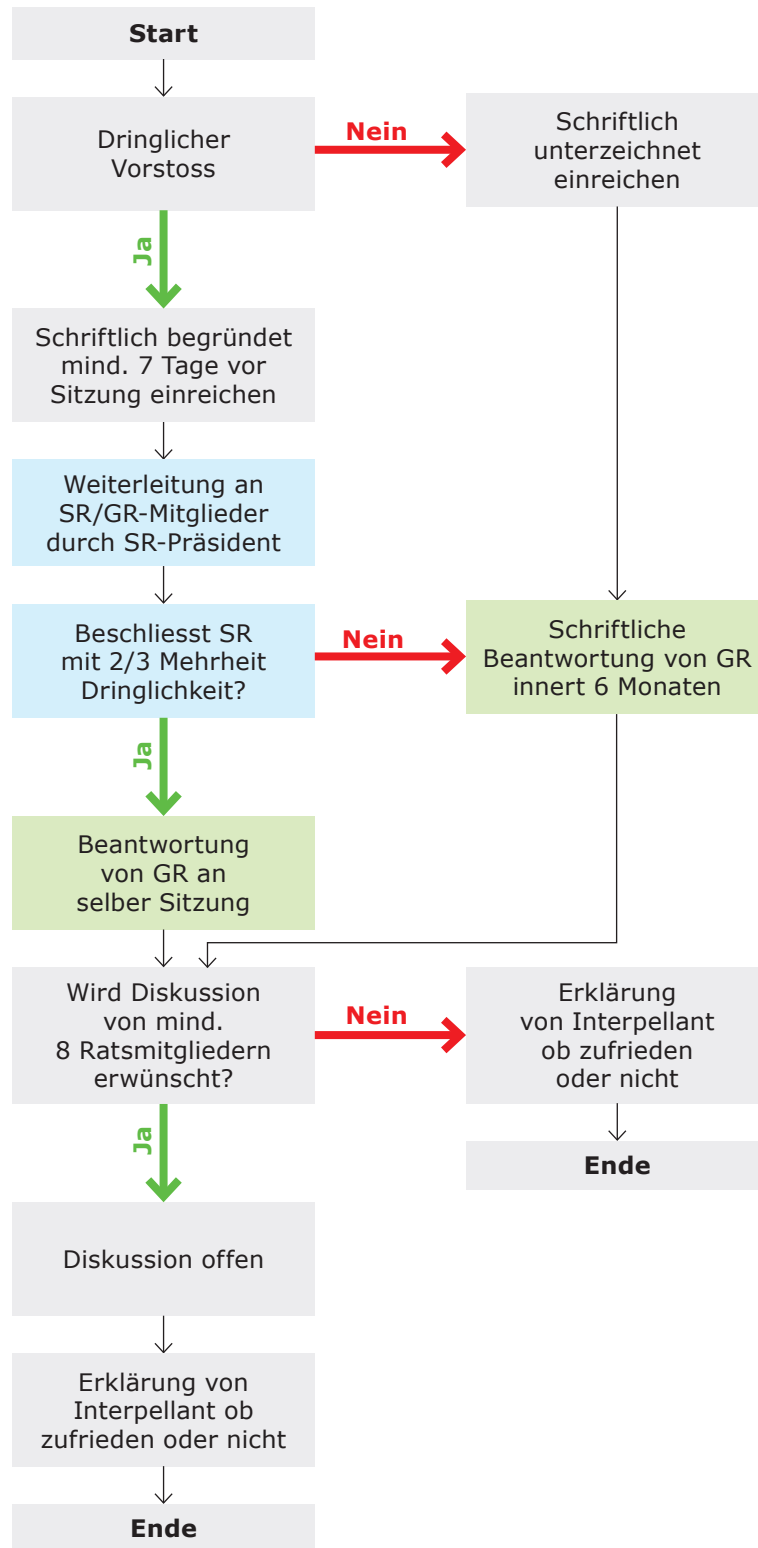 Start
Dringlicher
Vorstoss
Nein
Schriftlich
unterzeichnet
einreichen
Ja
Schriftlich begründet
mind. 7 Tage vor
Sitzung einreichen
Weiterleitung an
SR/GR-Mitglieder
durch SR-Präsident
Beschliesst SR
mit 2/3 Mehrheit
Dringlichkeit?
Nein
Schriftliche
Beantwortung von GR
innert 6 Monaten
Ja
Beantwortung
von GR an
selber Sitzung
Wird Diskussion
von mind.
8 Ratsmitgliedern
erwünscht?
Nein
Erklärung
von Interpellant
ob zufrieden
oder nicht
Ende
Ja
Diskussion offen
Erklärung von
Interpellant ob
zufrieden oder nicht
Ende